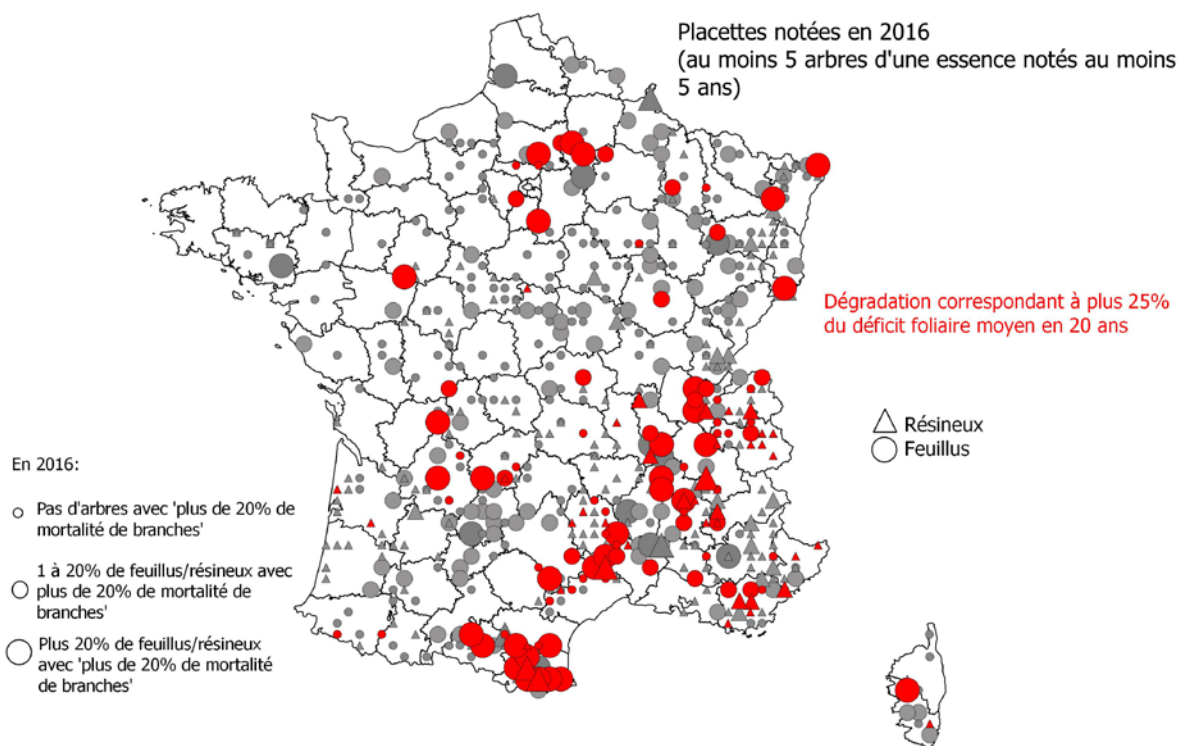 Placettes notées en 2016
(au moins 5 arbres d'une essence notés au moins
5 ans)
Dégradation correspondant à plus 25%
du déficit foliaire moyen en 20 ans
Résineux
Feuillus
En 2016:
Pas d'arbres avec 'plus de 20% de
mortalité de branches'
1 à 20% de feuillus/résineux avec
plus de 20% de mortalité de
branches'
Plus 20% de feuillus/résineux
avec 'plus de 20% de mortalité
de branches'